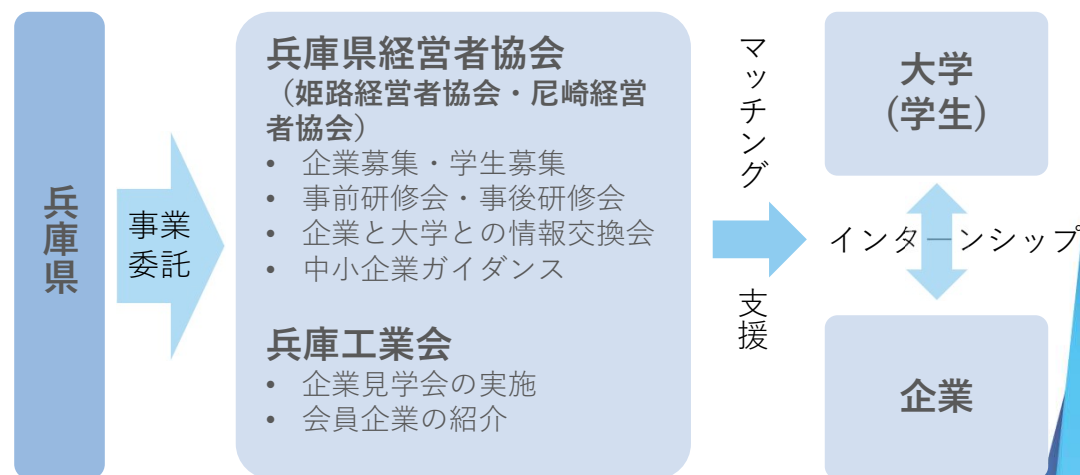 兵庫県
事業
委託
兵庫県経営者協会
（姫路経営者協会・尼崎経営
者協会）
• 企業募集・学生募集
• 事前研修会・事後研修会
• 企業と大学との情報交換会
• 中小企業ガイダンス
兵庫工業会
• 企業見学会の実施
• 会員企業の紹介
マッチング
支援
大学
(学生)
インターンシップ
企業